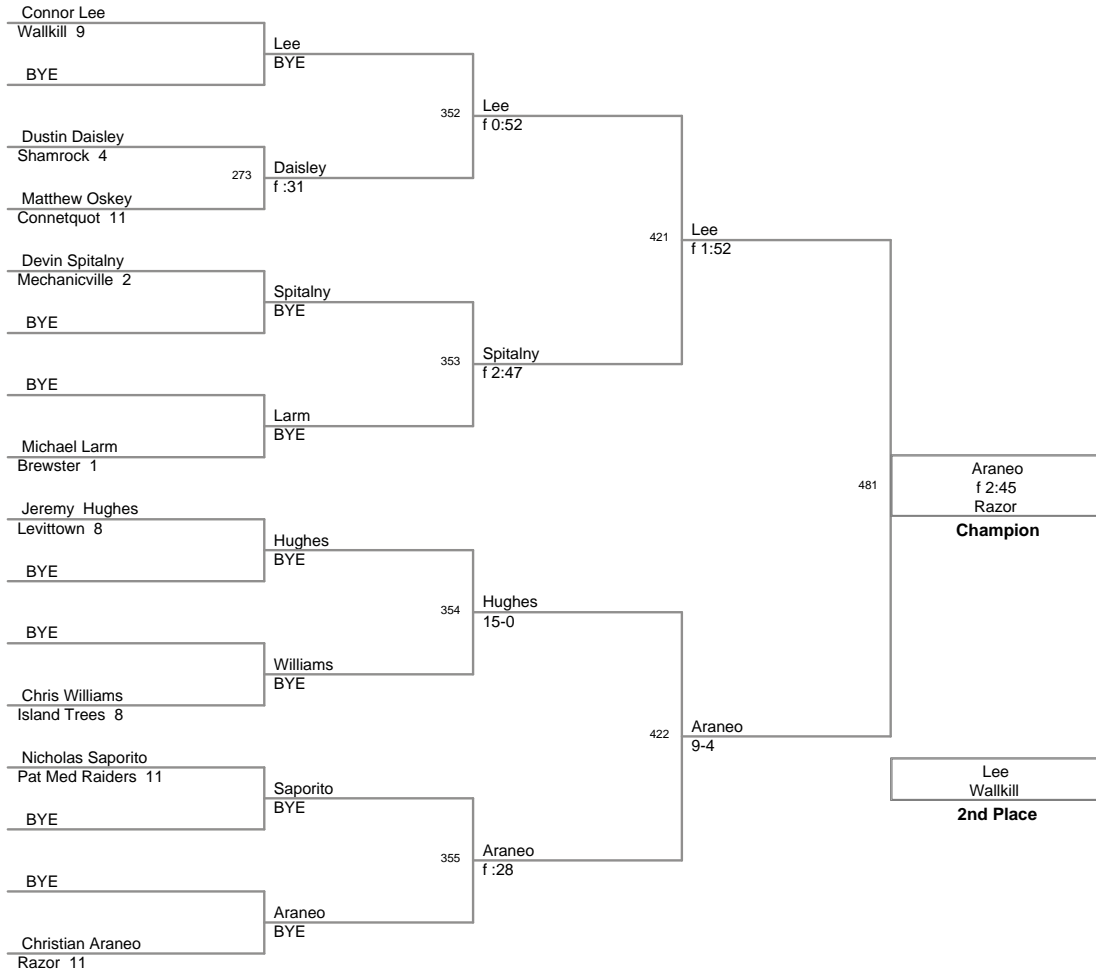 Connor Lee
Wallkill 9
BYE
Dustin Daisley
Shamrock 4
Matthew Oskey
Connetquot 11
Devin Spitalny
Mechanicville 2
BYE
BYE
Michael Larm
Brewster 1
Jeremy Hughes
Levittown 8
BYE
BYE
Chris Williams
Island Trees 8
Nicholas Saporito
Pat Med Raiders 11
BYE
BYE
Christian Araneo
Razor 11
Lee
BYE
273
Daisley
f :31
Spitalny
BYE
Larm
BYE
Hughes
BYE
Williams
BYE
Saporito
BYE
Araneo
BYE
352
Lee
f 0:52
353
Spitalny
f 2:47
354
Hughes
15-0
355
Araneo
f :28
421
Lee
f 1:52
422
Araneo
9-4
481
Araneo
f 2:45
Razor
Champion
Lee
Wallkill
2nd Place